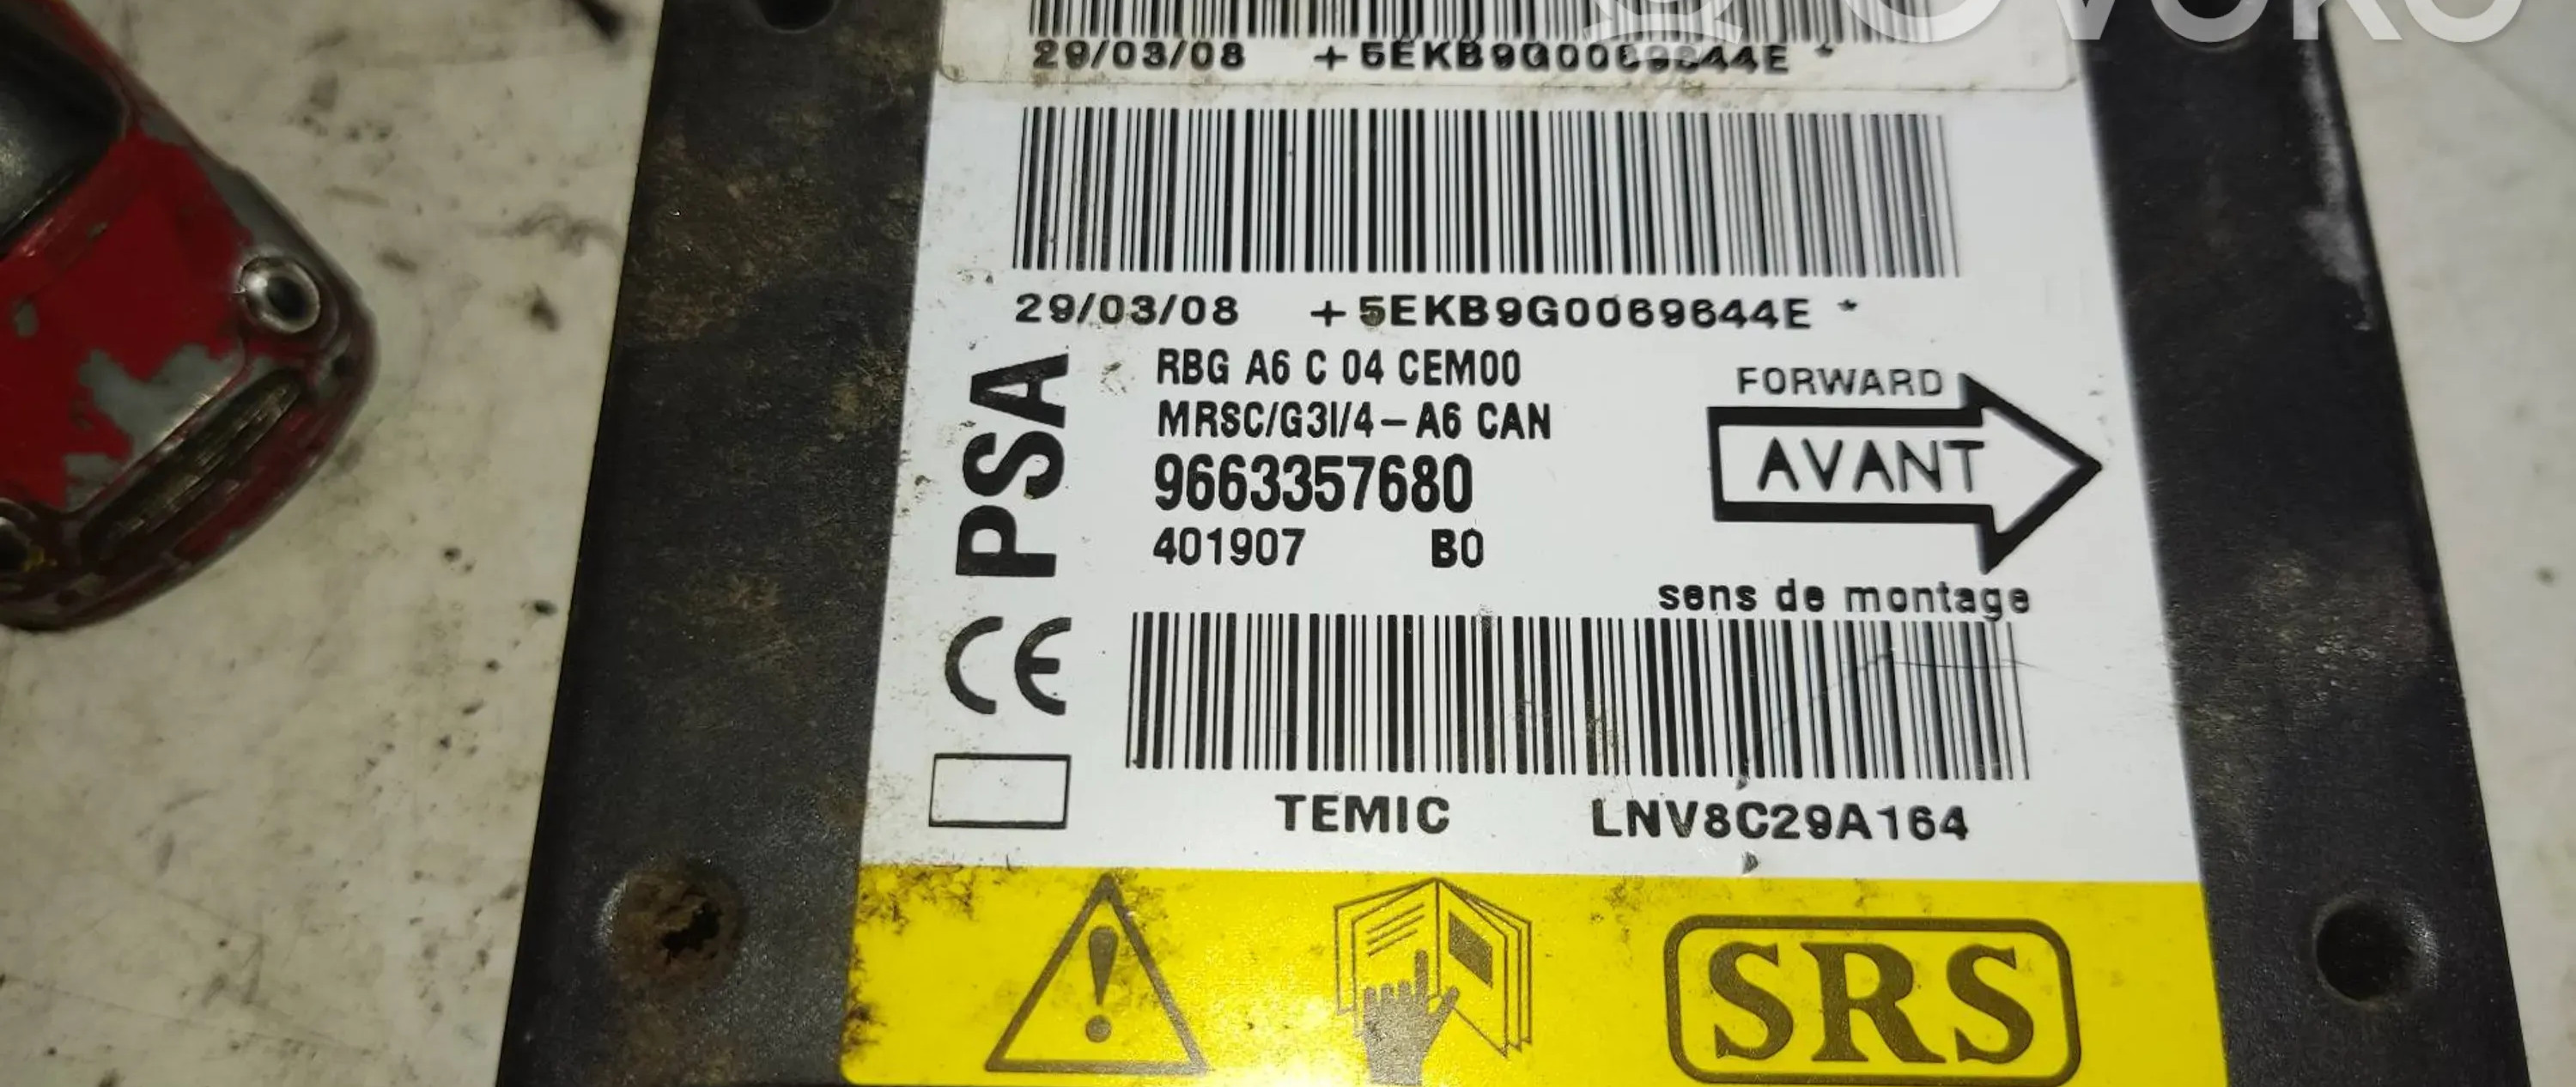 OVOKO
29/03/08 +5EKB9G0069644E *
29/03/08 +5EKB9G0069644E *
PSA
RBG A6 C 04 CEM00
MRSC/G3I/4-A6 CAN
9663357680
401907 B0
FORWARD
AVANT
sens de montage
CE
TEMIC LNV8C29A164
SRS